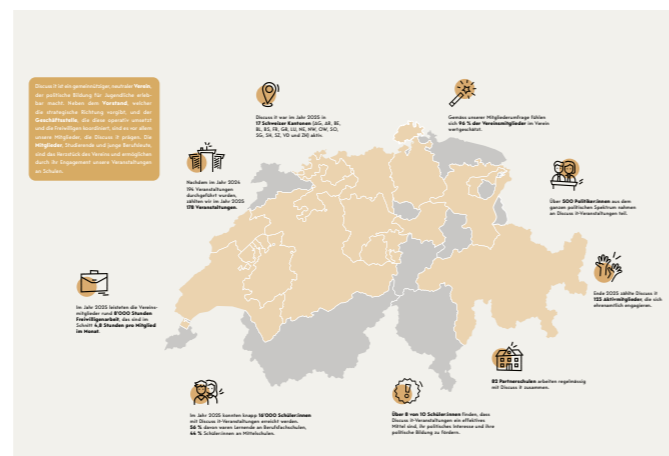 Discuss it ist ein gemeinnütziger, neutraler Verein,
der politische Bildung für Jugendliche erleb-
bar macht. Neben dem Vorstand, welcher
die strategische Richtung vorgibt, und der
Geschäftsstelle, die diese operativ umsetzt
und die Freiwilligen koordiniert, sind es vor allem
unsere Mitglieder, die Discuss it prägen. Die
Mitglieder, Studierende und junge Berufsleute,
sind das Herzstück des Vereins und ermöglichen
durch ihr Engagement unsere Veranstaltungen
an Schulen.
Discuss it war im Jahr 2025 in
17 Schweizer Kantonen (AG, AR, BE,
BL, BS, FR, GR, LU, NE, NW, OW, SO,
SG, SH, SZ, VD und ZH) aktiv.
Gemäss unserer Mitgliederumfrage fühlen
sich 96 % der Vereinsmitglieder im Verein
wertgeschätzt.
Nachdem im Jahr 2024
194 Veranstaltungen
durchgeführt wurden,
zählten wir im Jahr 2025
178 Veranstaltungen.
Über 300 Politiker:innen aus dem
ganzen politischen Spektrum nehmen
an Discuss it-Veranstaltungen teil.
Ende 2025 zählte Discuss it
123 Aktivmitglieder, die sich
ehrenamtlich engagieren.
Im Jahr 2025 leisteten die Vereins-
mitglieder rund 8'000 Stunden
Freiwilligenarbeit, das sind im
Schnitt 4,8 Stunden pro Mitglied
im Monat.
82 Partnerschulen arbeiten regelmässig
mit Discuss it zusammen.
Im Jahr 2025 konnten knapp 16'000 Schüler:innen
mit Discuss it-Veranstaltungen erreicht werden.
56 % davon waren Lernende an Berufsfachschulen,
44 % Schüler:innen an Mittelschulen.
Über 8 von 10 Schüler:innen finden, dass
Discuss it-Veranstaltungen ein effektives
Mittel sind, ihr politisches Interesse und ihre
politische Bildung zu fördern.